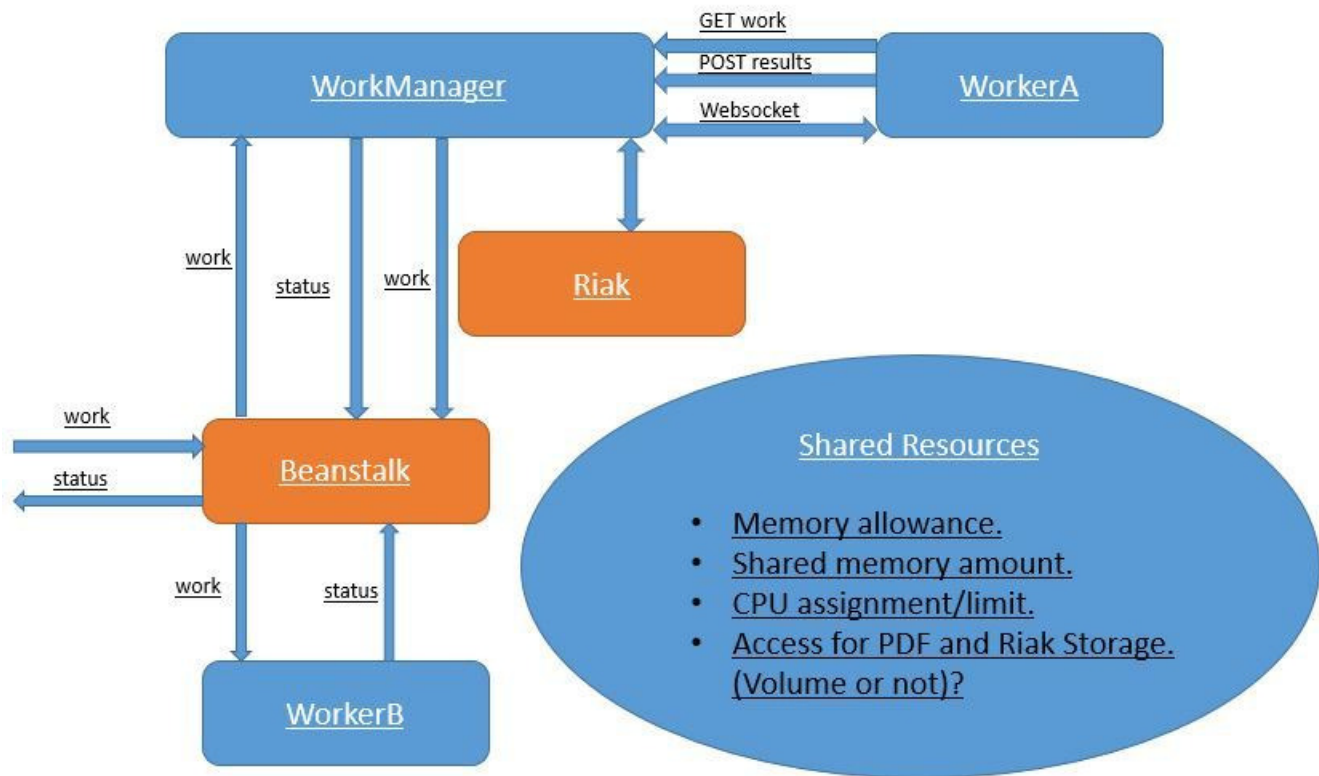 GET work
WorkManager
POST results
WorkerA
Websocket
work
status
work
Riak
work
status
Beanstalk
Shared Resources
• Memory allowance.
• Shared memory amount.
• CPU assignment/limit.
• Access for PDF and Riak Storage.
(Volume or not)?
work
status
WorkerB